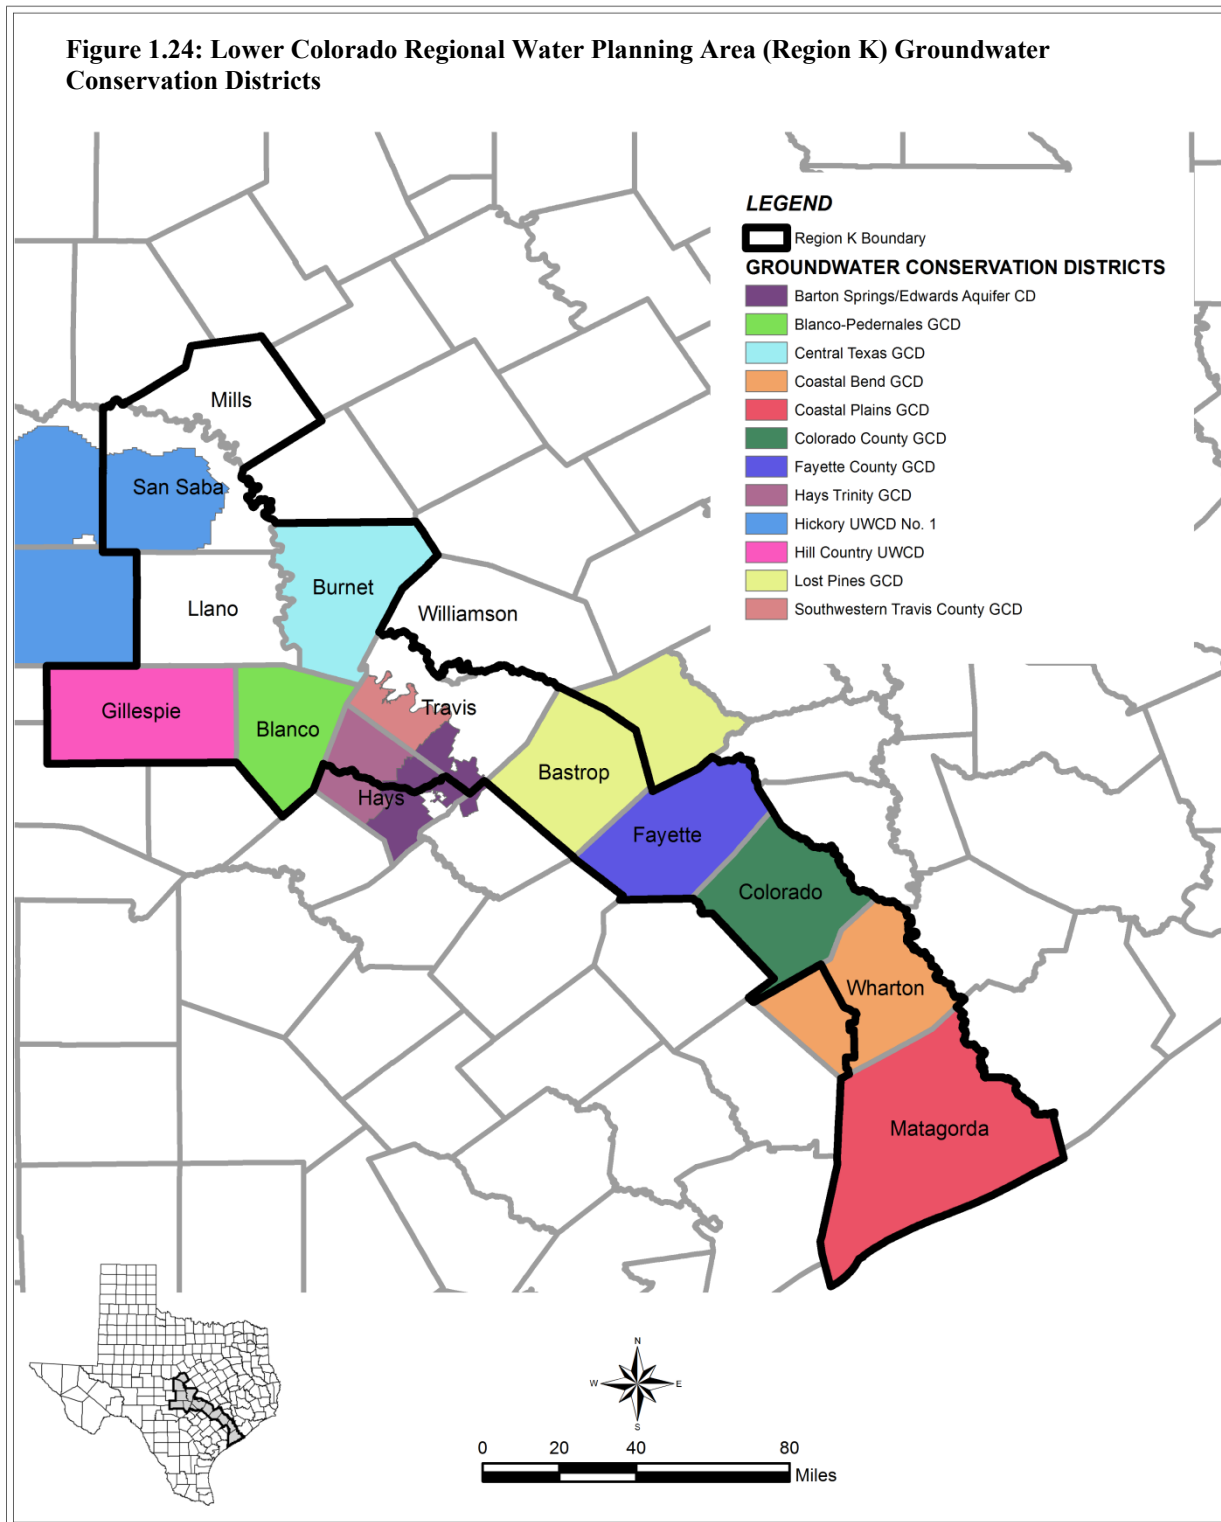 Figure 1.24: Lower Colorado Regional Water Planning Area (Region K) Groundwater
Conservation Districts
LEGEND
Region K Boundary
GROUNDWATER CONSERVATION DISTRICTS
Barton Springs/Edwards Aquifer CD
Blanco-Pedernales GCD
Central Texas GCD
Coastal Bend GCD
Coastal Plains GCD
Colorado County GCD
Fayette County GCD
Hays Trinity GCD
Hickory UWCD No. 1
Hill Country UWCD
Lost Pines GCD
Southwestern Travis County GCD
Mills
San Saba
Burnet
Llano
Williamson
Gillespie
Blanco
Travis
Hays
Bastrop
Fayette
Colorado
Wharton
Matagorda
N
W E
S
0 20 40 80
Miles